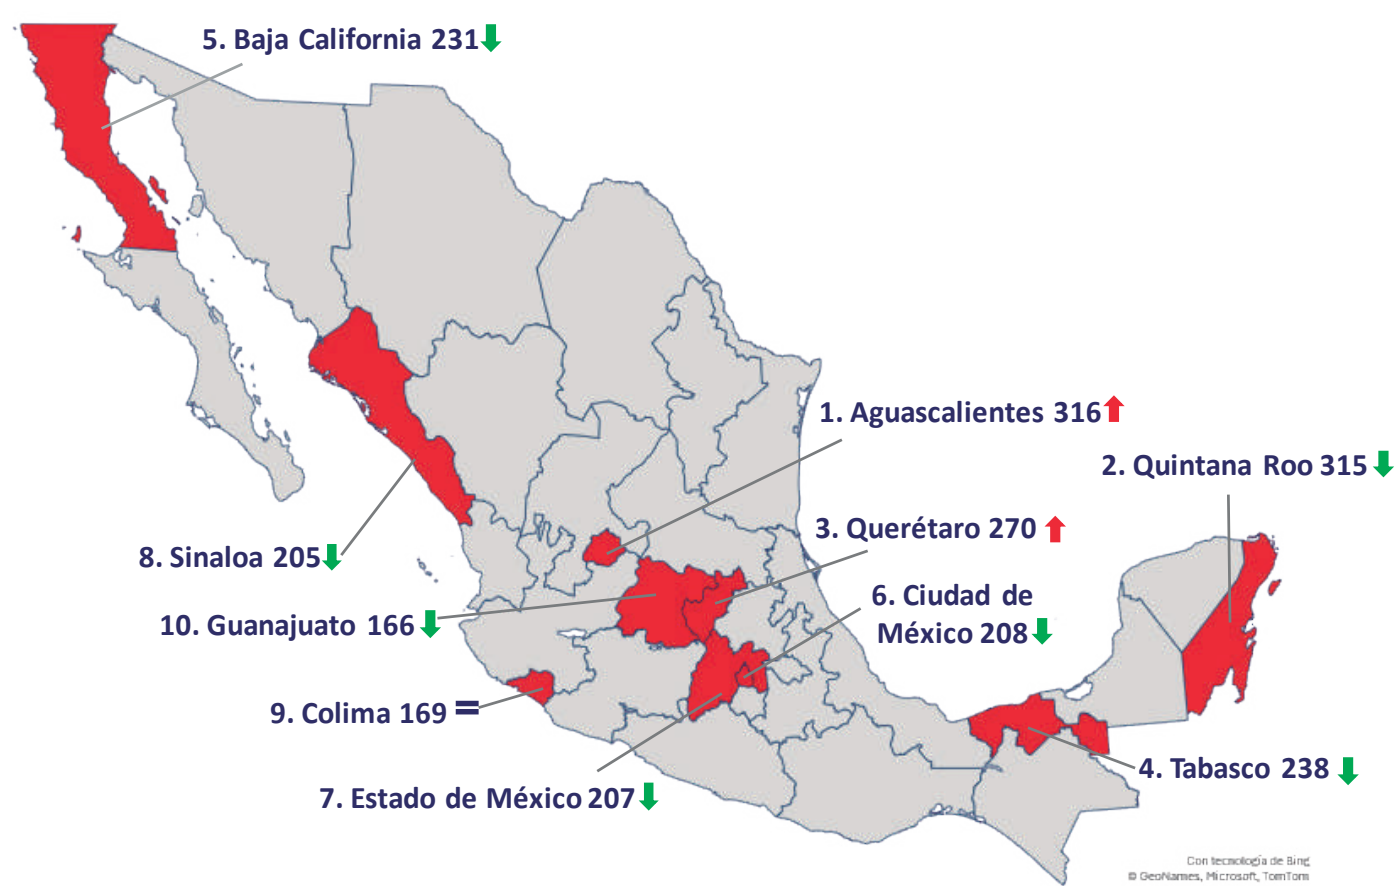 5. Baja California 231
1. Aguascalientes 316
2. Quintana Roo 315
3. Querétaro 270
8. Sinaloa 205
6. Ciudad de
México 208
10. Guanajuato 166
9. Colima 169 =
4. Tabasco 238
7. Estado de México 207
Con tecnología de Bing
© GeoNames, Microsoft, TomTom